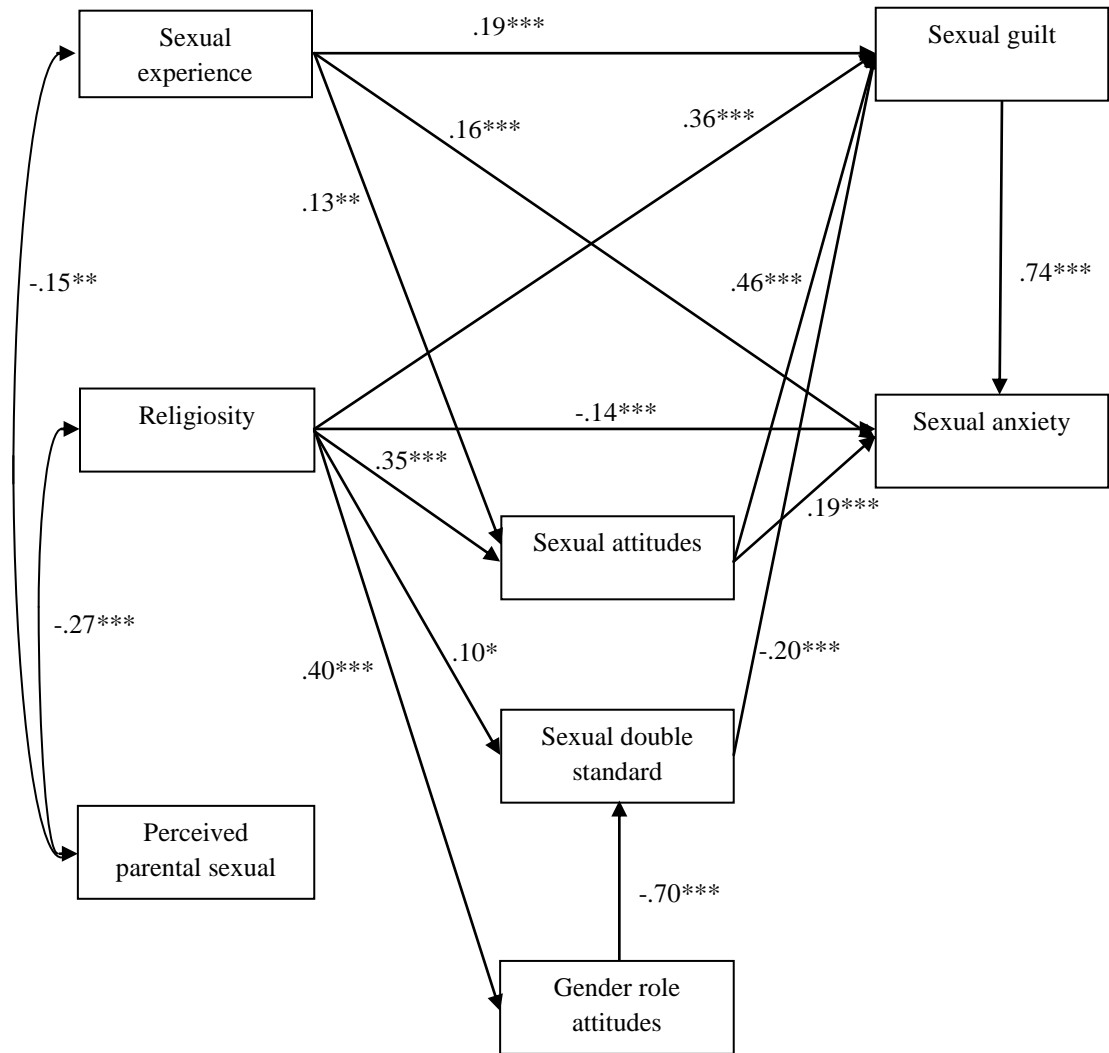 Sexual
experience
.19***
Sexual guilt
.36***
.16***
.13**
-.15**
.46***
.74***
Religiosity
-.14***
Sexual anxiety
.35***
.19***
Sexual attitudes
-.27***
.10*
-.20***
.40***
Sexual double
standard
Perceived
parental sexual
-.70***
Gender role
attitudes